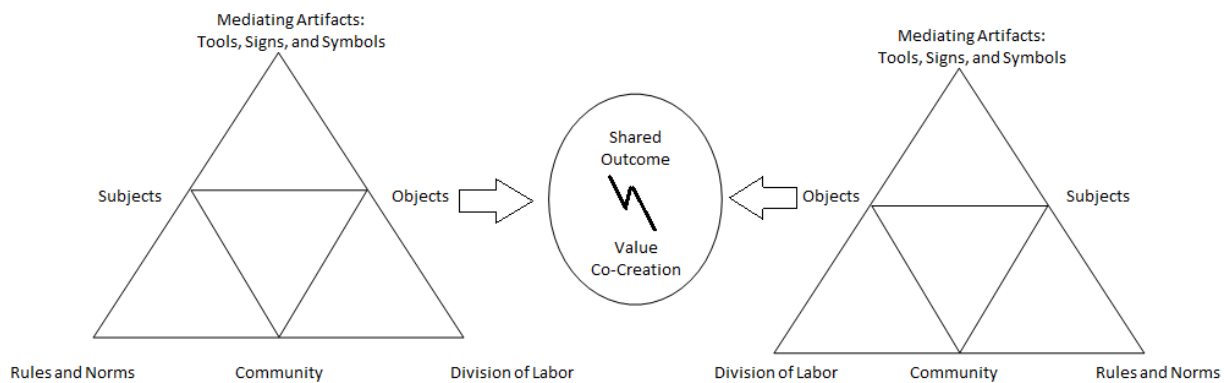 Mediating Artifacts:
Tools, Signs, and Symbols
Subjects
Objects
Rules and Norms
Community
Division of Labor
Shared
Outcome
Value
Co-Creation
Mediating Artifacts:
Tools, Signs, and Symbols
Objects
Subjects
Division of Labor
Community
Rules and Norms